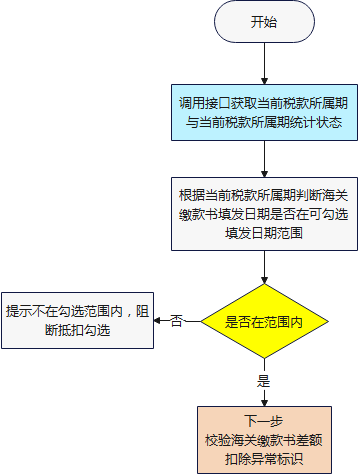 开始
调用接口获取当前税款所属期
与当前税款所属期统计状态
根据当前税款所属期判断海关
缴款书填发日期是否在可勾选
填发日期范围
是否在范围内
否
提示不在勾选范围内，阻
断抵扣勾选
是
下一步
校验海关缴款书差额
扣除异常标识